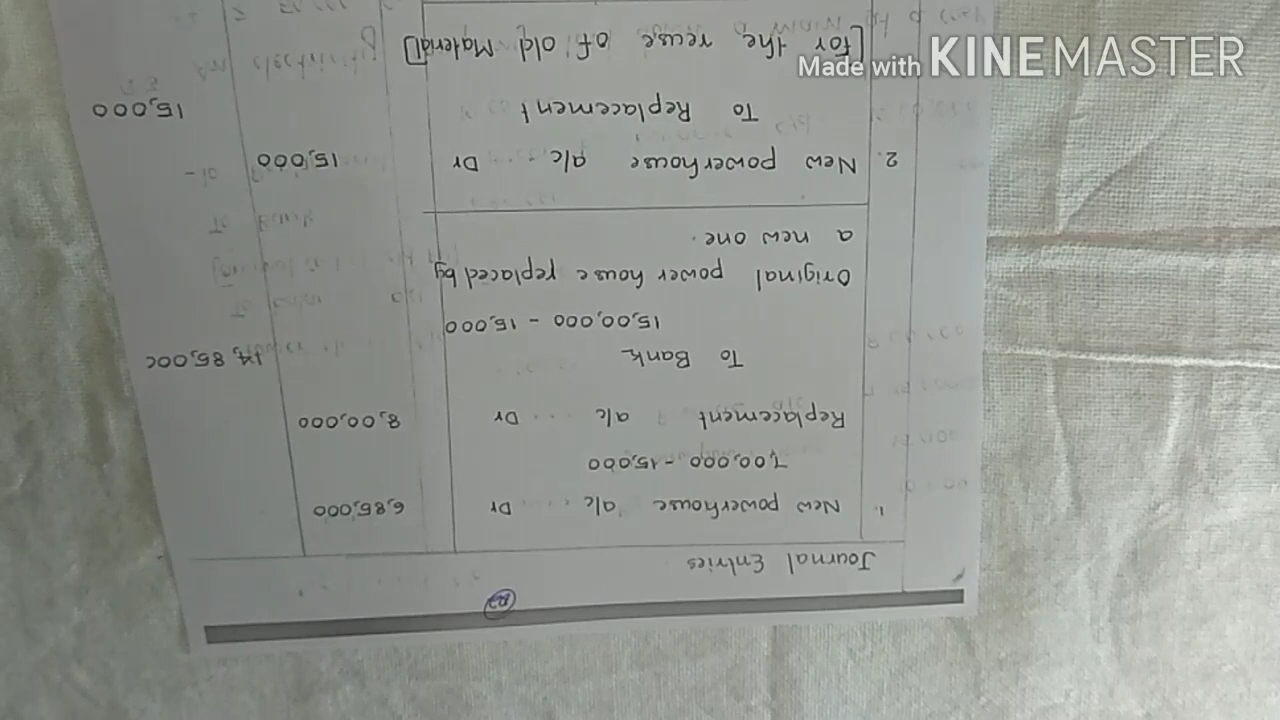 Journal Entries
1. New powerhouse a/c .... Dr 6,85,000
7,00,000 - 15,000
Replacement a/c ... Dr 8,00,000
To Bank 14,85,000
15,00,000 - 15,000
Original power house replaced by
a new one.
2. New powerhouse a/c ... Dr 15,000
To Replacement 15,000
[for the reuse of old Material]
Made with KINEMASTER